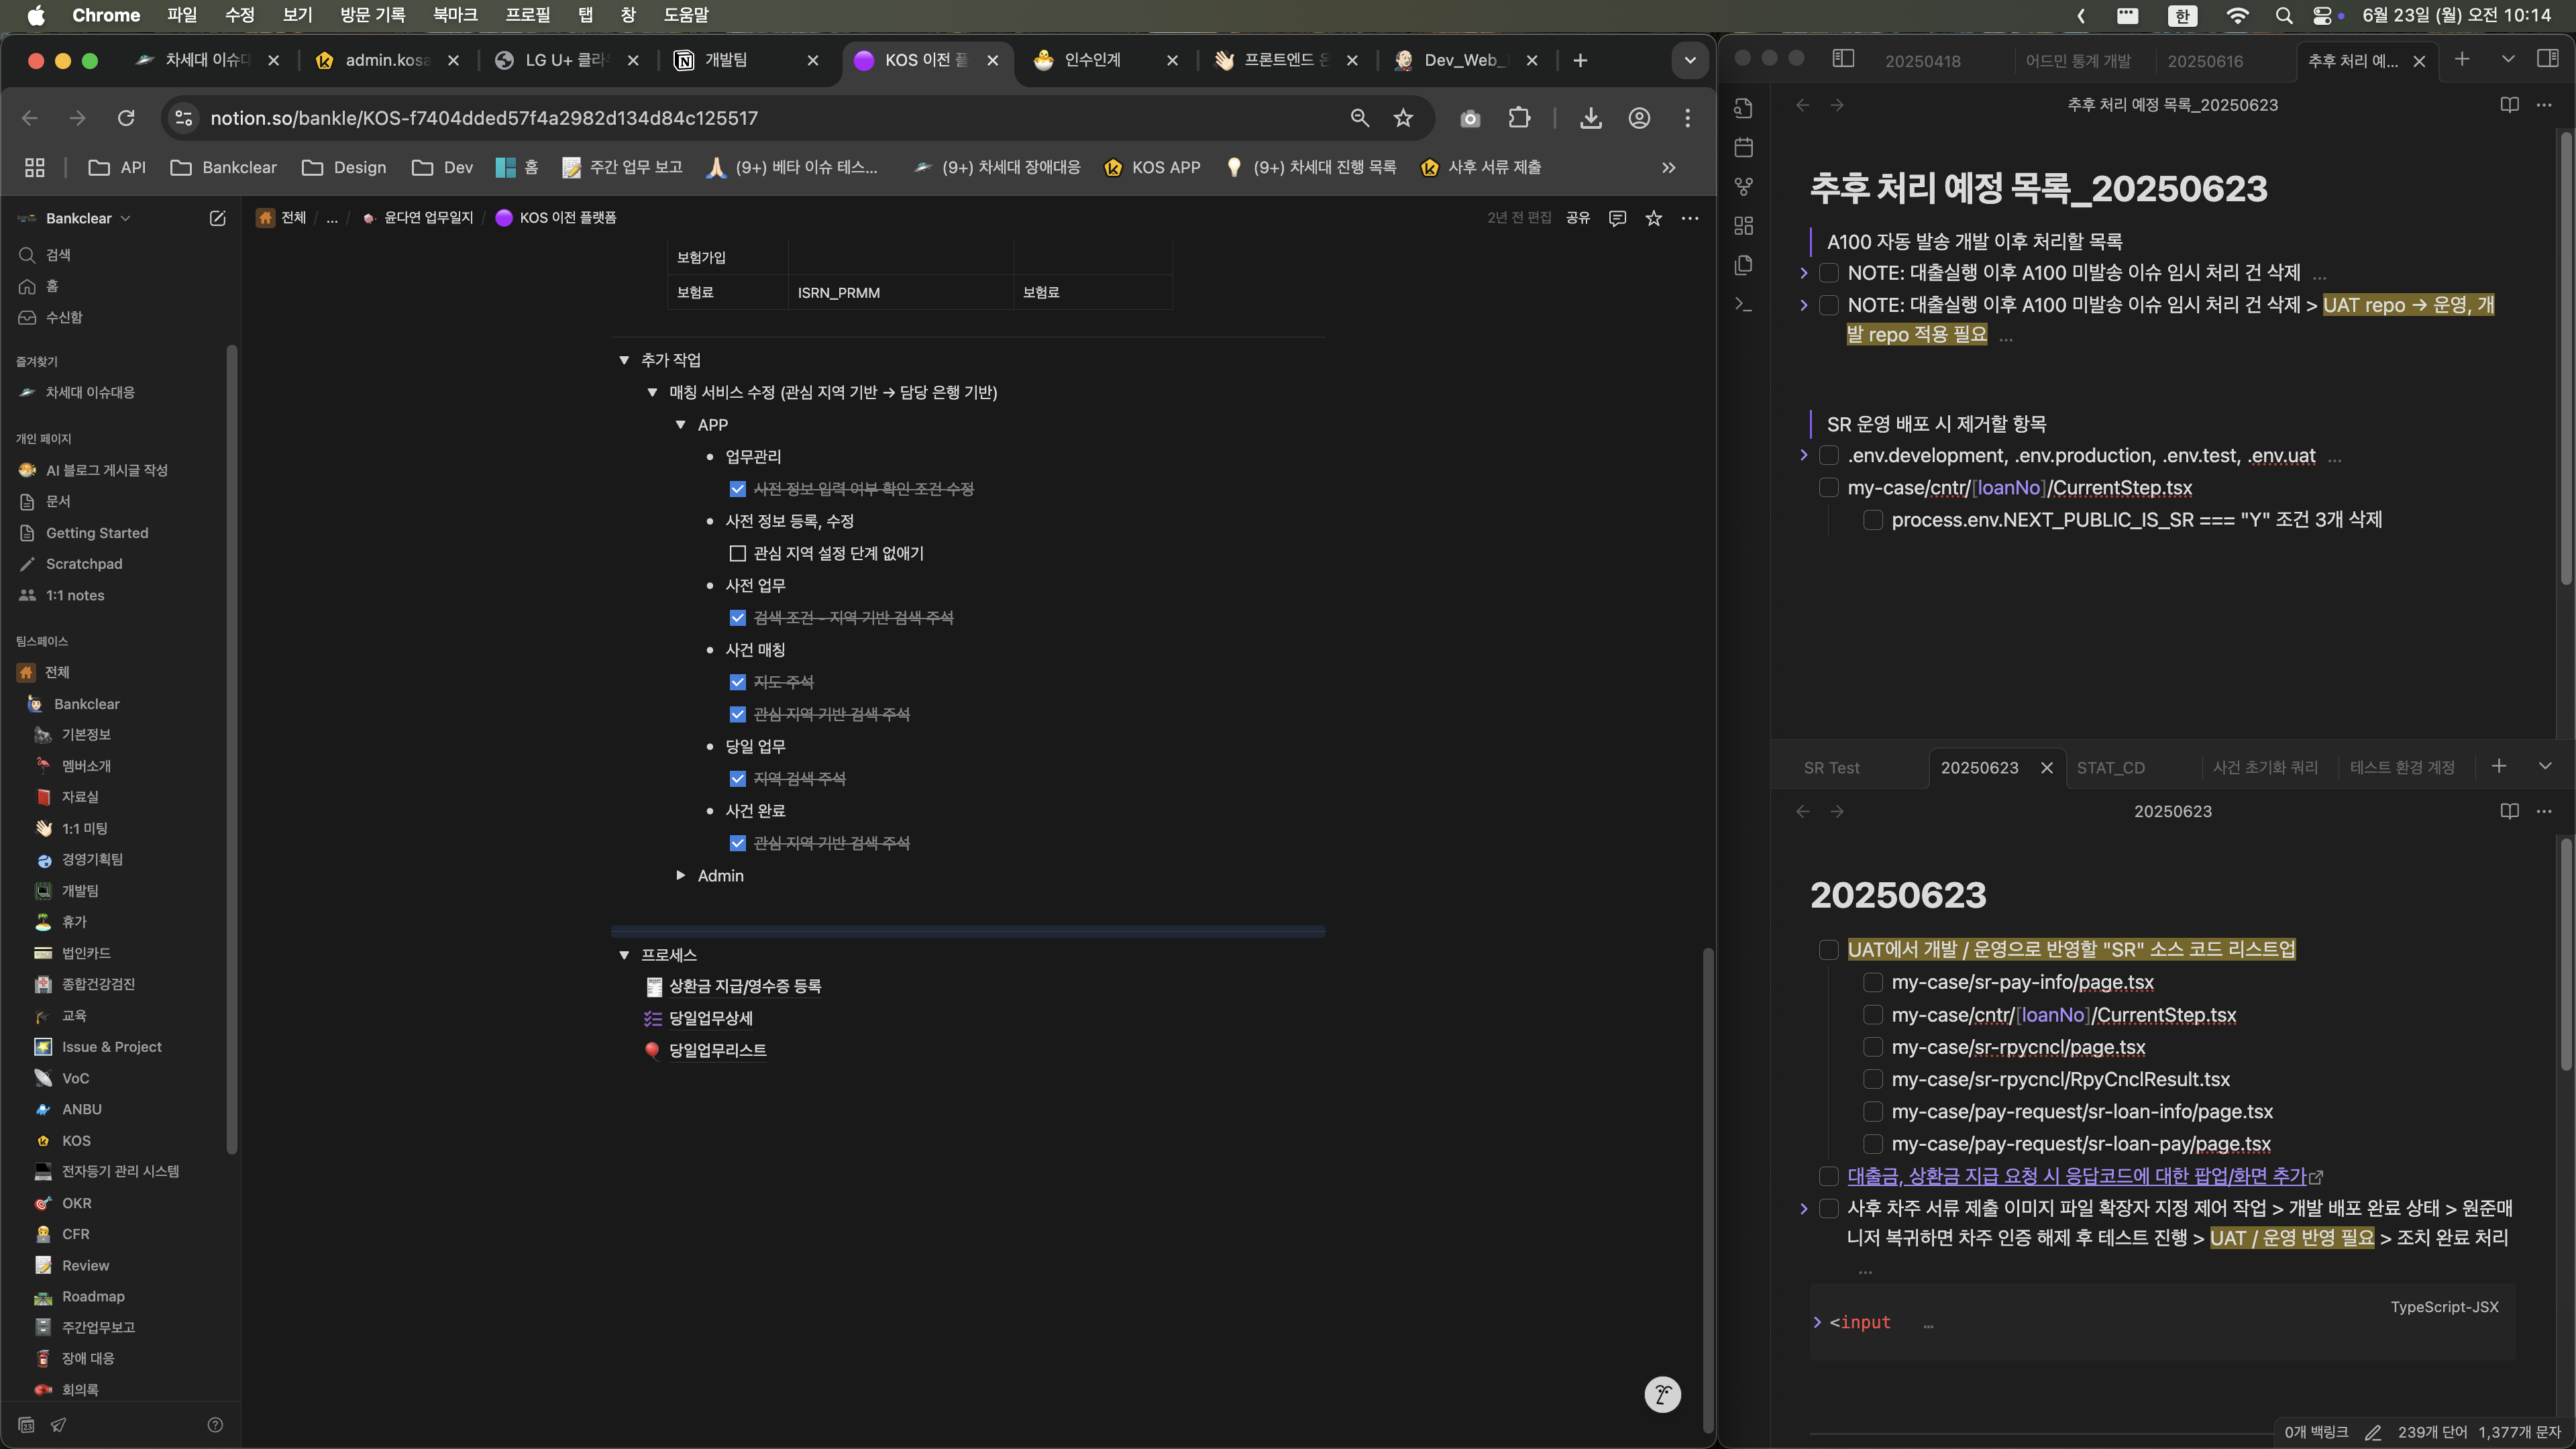 Chrome 파일 수정 보기 방문 기록 북마크 프로필 탭 창 도움말
한 6월 23일 (월) 오전 10:14
차세대 이슈대 admin.kosa LG U+ 클라 개발팀 KOS 이전 플 인수인계 프론트엔드 Dev_Web_
notion.so/bankle/KOS-f7404dded57f4a2982d134d84c125517
API Bankclear Design Dev 홈 주간 업무 보고 (9+) 베타 이슈 테스... (9+) 차세대 장애대응 KOS APP (9+) 차세대 진행 목록 사후 서류 제출
Bankclear
전체 / ... / 윤다연 업무일지 / KOS 이전 플랫폼
2년 전 편집 공유
검색
홈
수신함
즐겨찾기
차세대 이슈대응
개인 페이지
AI 블로그 게시글 작성
문서
Getting Started
Scratchpad
1:1 notes
팀스페이스
전체
Bankclear
기본정보
멤버소개
자료실
1:1 미팅
경영기획팀
개발팀
휴가
법인카드
종합건강검진
교육
Issue & Project
VoC
ANBU
KOS
전자등기 관리 시스템
OKR
CFR
Review
Roadmap
주간업무보고
장애 대응
회의록
보험가입
보험료 ISRN_PRMM 보험료
추가 작업
매칭 서비스 수정 (관심 지역 기반 → 담당 은행 기반)
APP
업무관리
사전 정보 입력 여부 확인 조건 수정
사전 정보 등록, 수정
관심 지역 설정 단계 없애기
사전 업무
검색 조건 - 지역 기반 검색 주석
사건 매칭
지도 주석
관심 지역 기반 검색 주석
당일 업무
지역 검색 주석
사건 완료
관심 지역 기반 검색 주석
Admin
프로세스
상환금 지급/영수증 등록
당일업무상세
당일업무리스트
20250418 어드민 통계 개발 20250616 추후 처리 예...
추후 처리 예정 목록_20250623
추후 처리 예정 목록_20250623
A100 자동 발송 개발 이후 처리할 목록
NOTE: 대출실행 이후 A100 미발송 이슈 임시 처리 건 삭제 ...
NOTE: 대출실행 이후 A100 미발송 이슈 임시 처리 건 삭제 > UAT repo → 운영, 개
발 repo 적용 필요 ...
SR 운영 배포 시 제거할 항목
.env.development, .env.production, .env.test, .env.uat ...
my-case/cntr/[loanNo]/CurrentStep.tsx
process.env.NEXT_PUBLIC_IS_SR === "Y" 조건 3개 삭제
SR Test 20250623 STAT_CD 사건 초기화 쿼리 테스트 환경 계정
20250623
20250623
UAT에서 개발 / 운영으로 반영할 "SR" 소스 코드 리스트업
my-case/sr-pay-info/page.tsx
my-case/cntr/[loanNo]/CurrentStep.tsx
my-case/sr-rpycncl/page.tsx
my-case/sr-rpycncl/RpyCnclResult.tsx
my-case/pay-request/sr-loan-info/page.tsx
my-case/pay-request/sr-loan-pay/page.tsx
대출금, 상환금 지급 요청 시 응답코드에 대한 팝업/화면 추가
사후 차주 서류 제출 이미지 파일 확장자 지정 제어 작업 > 개발 배포 완료 상태 > 원준매
니저 복귀하면 차주 인증 해제 후 테스트 진행 > UAT / 운영 반영 필요 > 조치 완료 처리
...
TypeScript-JSX
<input ...
0개 백링크 239개 단어 1,377개 문자